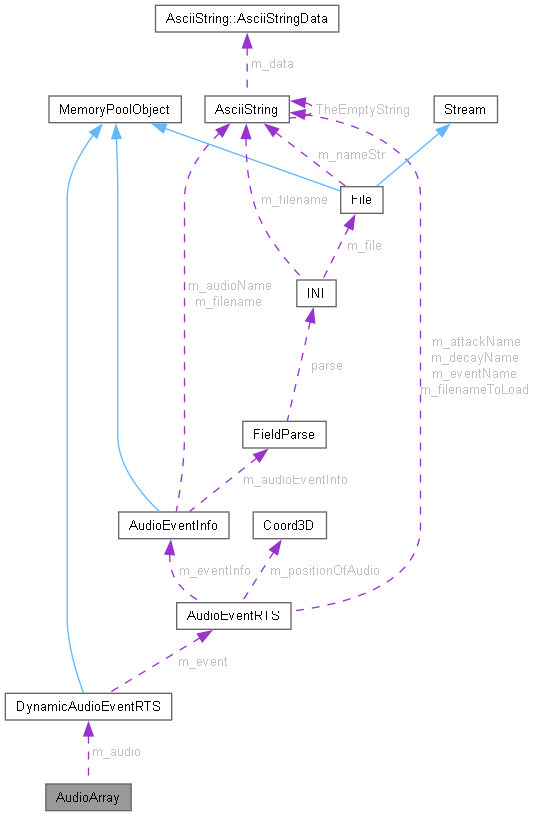 AsciiString::AsciiStringData
m_data
MemoryPoolObject
AsciiString
TheEmptyString
Stream
m_nameStr
m_filename
File
m_file
m_audioName
m_filename
INI
parse
m_attackName
m_decayName
m_eventName
m_filenameToLoad
FieldParse
m_audioEventInfo
AudioEventInfo
Coord3D
m_eventInfo
m_positionOfAudio
AudioEventRTS
m_event
DynamicAudioEventRTS
m_audio
AudioArray